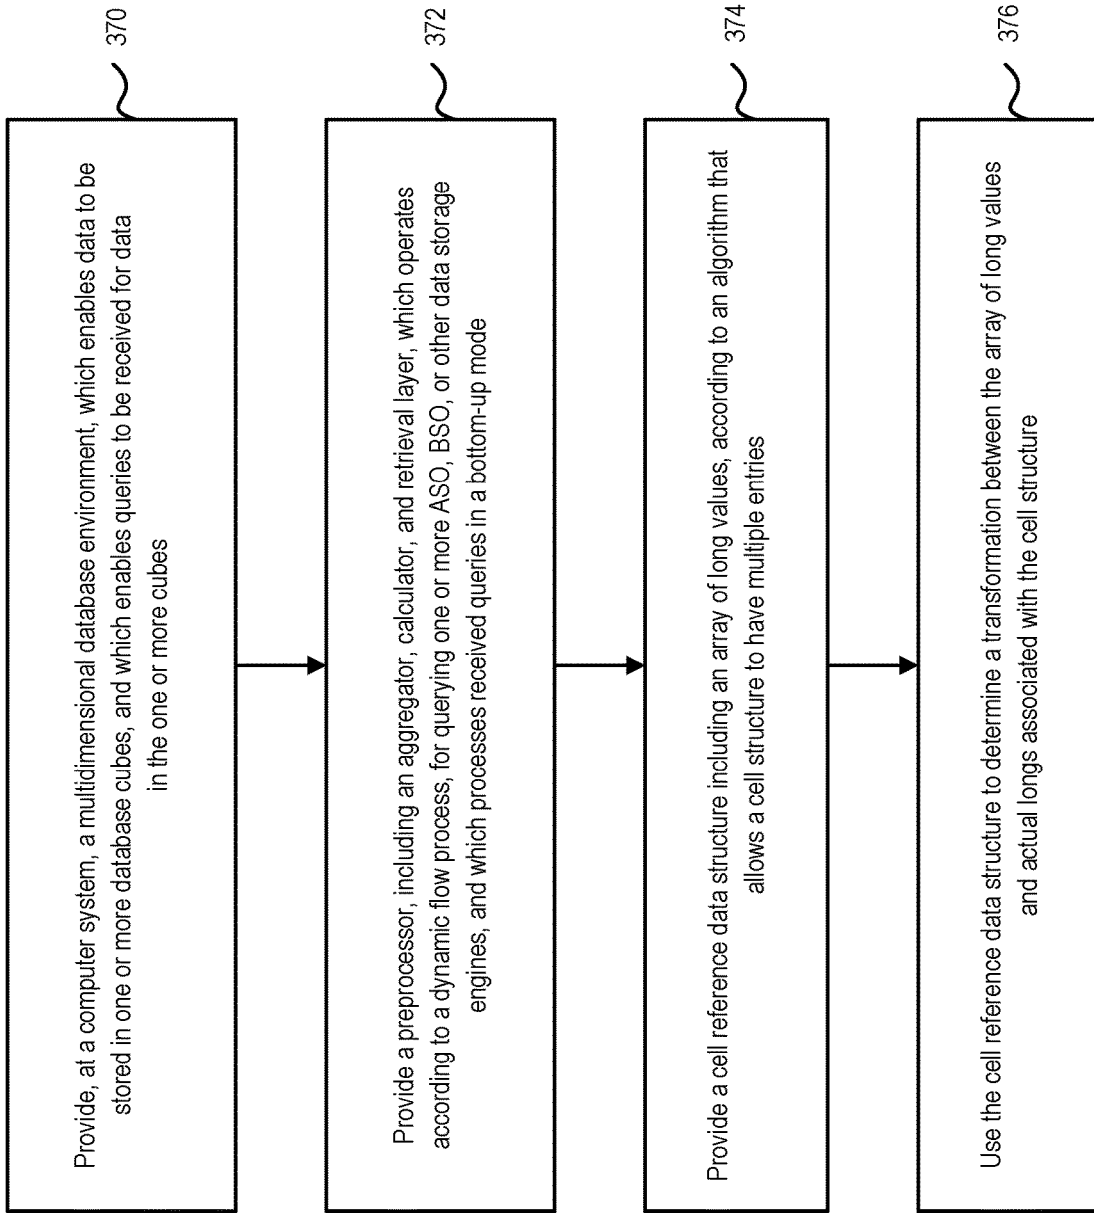 370
Provide, at a computer system, a multidimensional database environment, which enables data to be
stored in one or more database cubes, and which enables queries to be received for data
in the one or more cubes
372
Provide a preprocessor, including an aggregator, calculator, and retrieval layer, which operates
according to a dynamic flow process, for querying one or more ASO, BSO, or other data storage
engines, and which processes received queries in a bottom-up mode
374
Provide a cell reference data structure including an array of long values, according to an algorithm that
allows a cell structure to have multiple entries
376
Use the cell reference data structure to determine a transformation between the array of long values
and actual longs associated with the cell structure